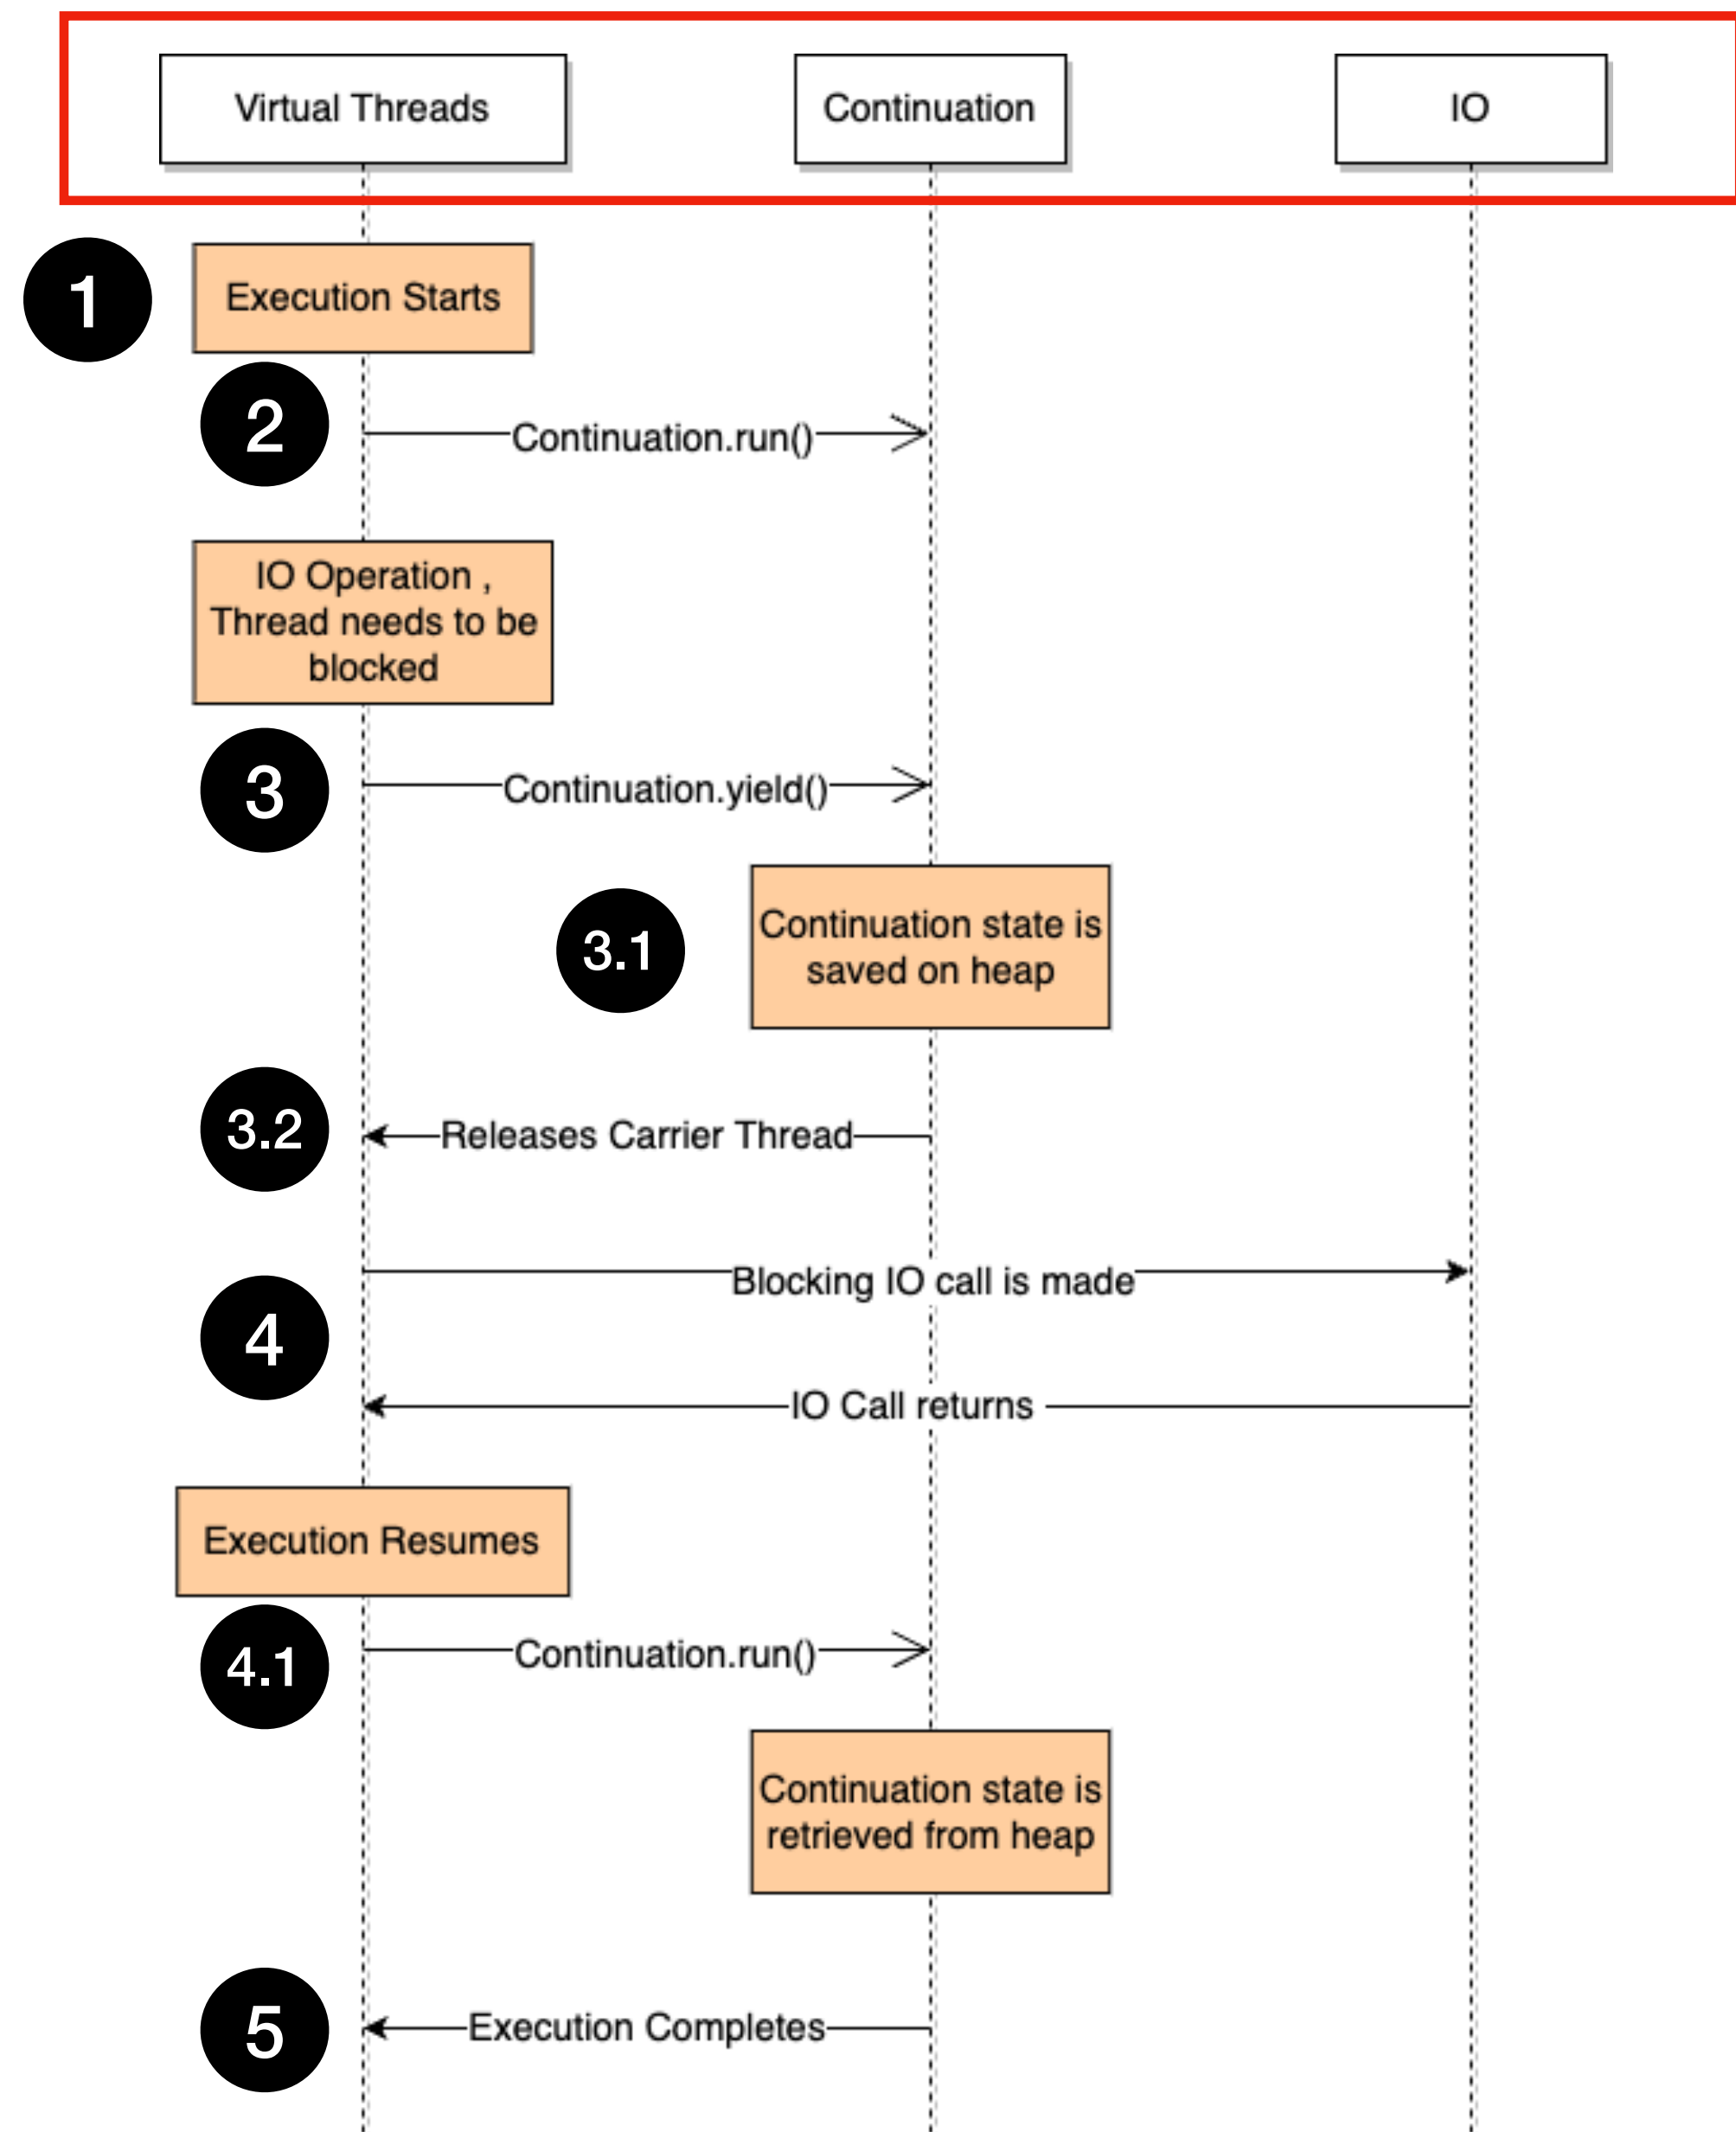 Virtual Threads
Continuation
IO
1
Execution Starts
2
Continuation.run()
IO Operation ,
Thread needs to be
blocked
3
Continuation.yield()
3.1
Continuation state is
saved on heap
3.2
Releases Carrier Thread
Blocking IO call is made
4
IO Call returns
Execution Resumes
4.1
Continuation.run()
Continuation state is
retrieved from heap
5
Execution Completes